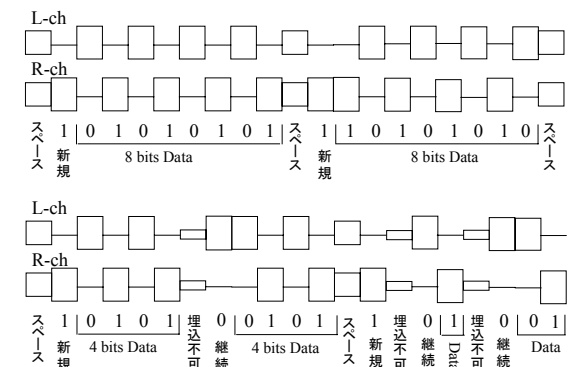 L-ch
R-ch
スペース 1 0 1 0 1 0 1 0 1 スペース 1 1 0 1 0 1 0 1 0 スペース
新規 8 bits Data 新規 8 bits Data
L-ch
R-ch
スペース 1 0 1 0 1 埋込不可 0 0 1 0 1 スペース 1 埋込不可 0 1 埋込不可 0 0 1
新規 4 bits Data 継続 4 bits Data 新規 継続 Data 継続 Data